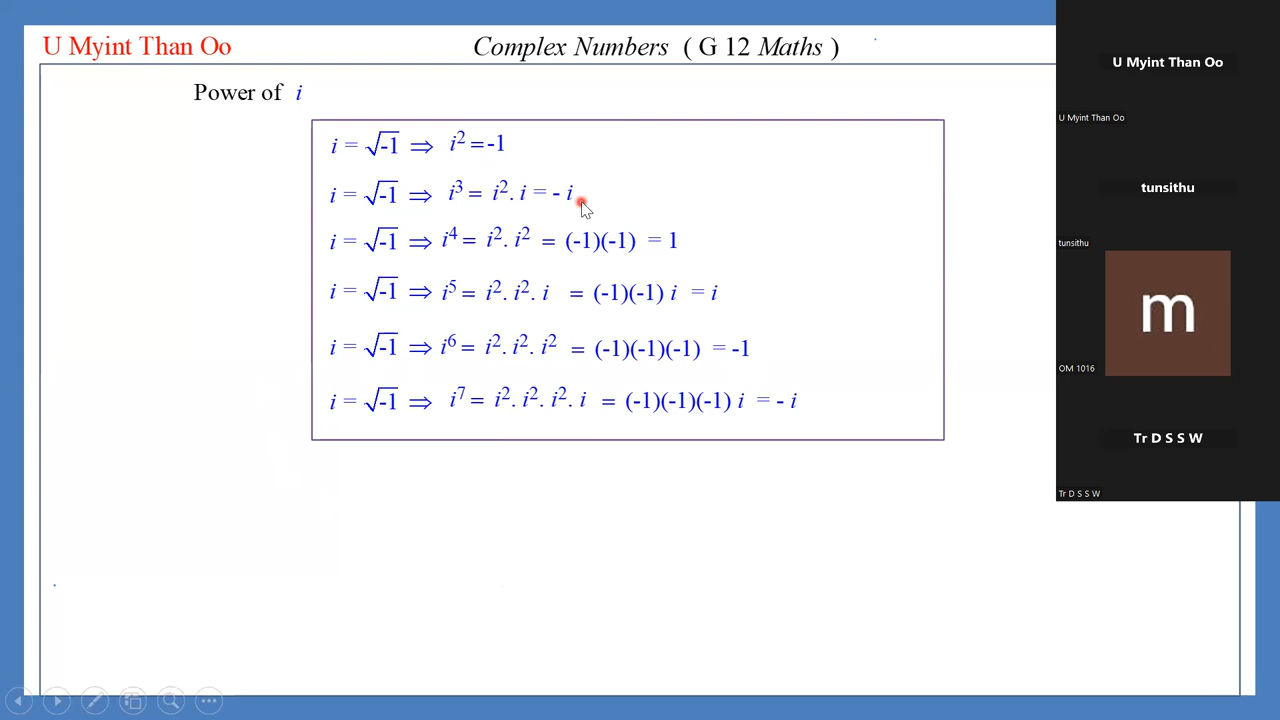 U Myint Than Oo
Complex Numbers ( G 12 Maths )
Power of i
i = √-1 ⇒ i² = -1
i = √-1 ⇒ i³ = i². i = - i
i = √-1 ⇒ i⁴ = i². i² = (-1)(-1) = 1
i = √-1 ⇒ i⁵ = i². i². i = (-1)(-1) i = i
i = √-1 ⇒ i⁶ = i². i². i² = (-1)(-1)(-1) = -1
i = √-1 ⇒ i⁷ = i². i². i². i = (-1)(-1)(-1) i = - i
U Myint Than Oo
U Myint Than Oo
tunsithu
tunsithu
m
OM 1016
Tr D S S W
Tr D S S W